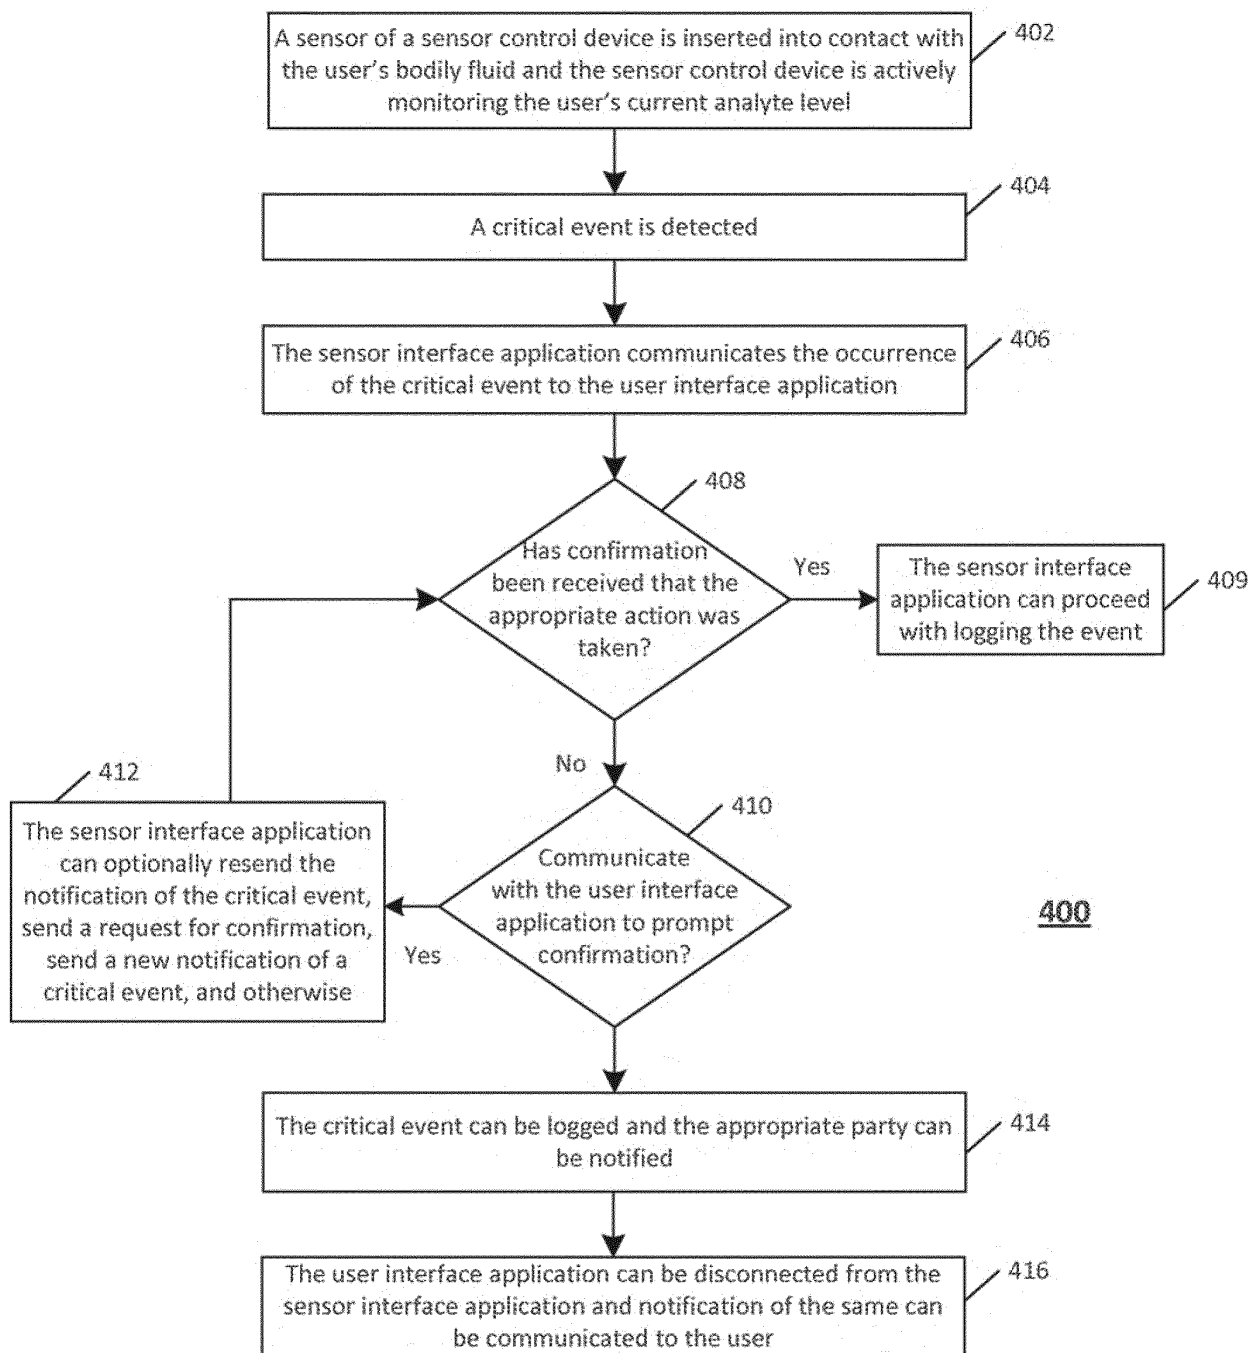 A sensor of a sensor control device is inserted into contact with
the user's bodily fluid and the sensor control device is actively
monitoring the user's current analyte level
402
404
A critical event is detected
The sensor interface application communicates the occurrence
of the critical event to the user interface application
406
408
Has confirmation
been received that the
appropriate action was
taken?
Yes
The sensor interface
application can proceed
with logging the event
409
No
412
410
The sensor interface application
can optionally resend the
notification of the critical event,
send a request for confirmation,
send a new notification of a
critical event, and otherwise
Yes
Communicate
with the user interface
application to prompt
confirmation?
400
The critical event can be logged and the appropriate party can
be notified
414
The user interface application can be disconnected from the
sensor interface application and notification of the same can
be communicated to the user
416